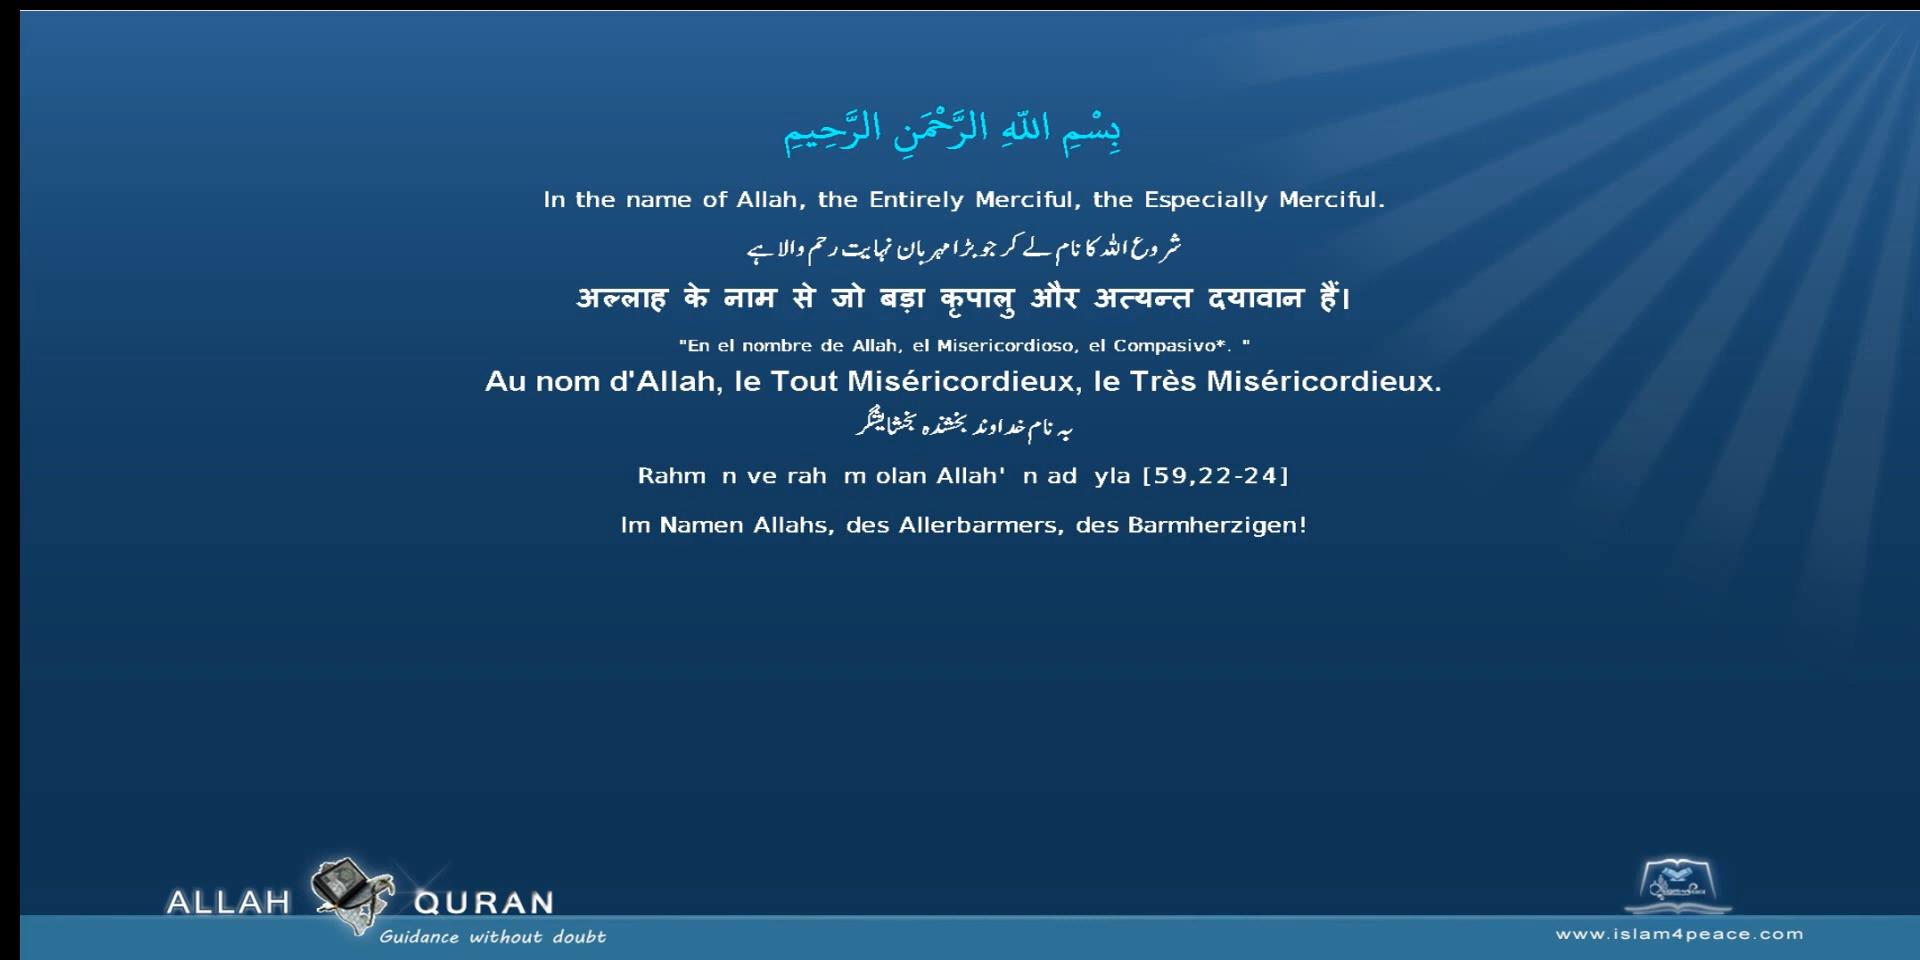 بِسْمِ اللَّهِ الرَّحْمَنِ الرَّحِيمِ
In the name of Allah, the Entirely Merciful, the Especially Merciful.
شروع الله کا نام لے کر جو بڑا مہربان نہایت رحم والا ہے
अल्लाह के नाम से जो बड़ा कृपालु और अत्यन्त दयावान हैं।
"En el nombre de Allah, el Misericordioso, el Compasivo*. "
Au nom d'Allah, le Tout Miséricordieux, le Très Miséricordieux.
به نام خداوند بخشنده بخشایشگر
Rahm n ve rah m olan Allah' n ad yla [59,22-24]
Im Namen Allahs, des Allerbarmers, des Barmherzigen!
ALLAH QURAN
Guidance without doubt
www.islam4peace.com